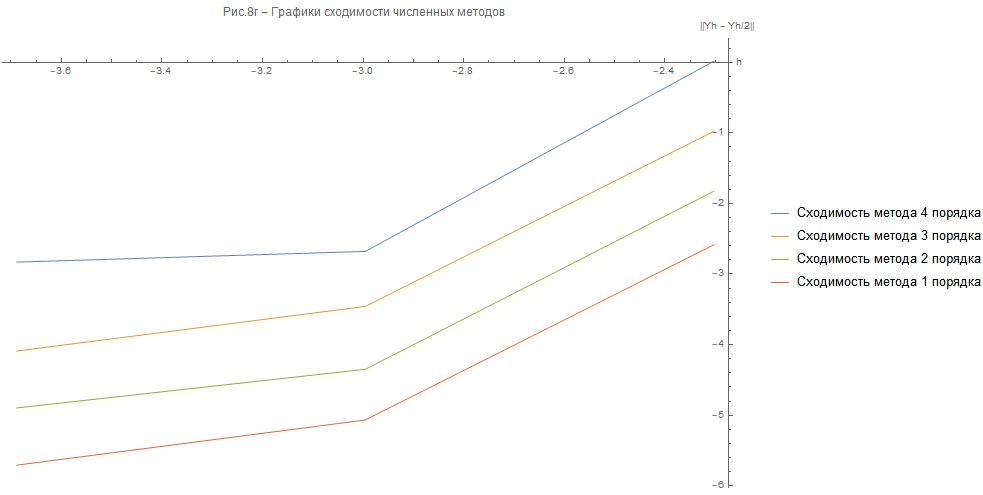 Рис.8г – Графики сходимости численных методов
||Yh – Yh/2||
h
−3.6 −3.4 −3.2 −3.0 −2.8 −2.6 −2.4
−1
−2
−3
−4
−5
−6
Сходимость метода 4 порядка
Сходимость метода 3 порядка
Сходимость метода 2 порядка
Сходимость метода 1 порядка